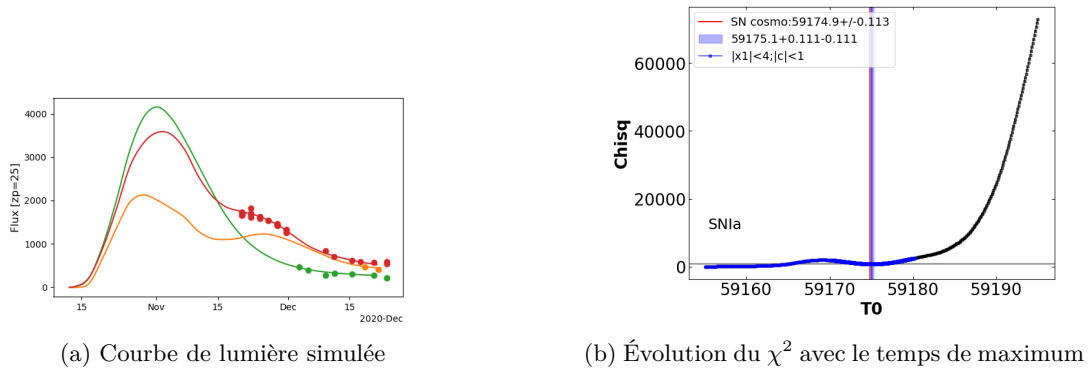 Flux [zp=25]
4000
3000
2000
1000
0
15
Nov
15
Dec
15
2020-Dec
(a) Courbe de lumière simulée
Chisq
60000
40000
20000
0
SN cosmo:59174.9+/-0.113
59175.1+0.111-0.111
|x1|<4;|c|<1
SNIa
59160
59170
59180
59190
T0
(b) Évolution du χ² avec le temps de maximum